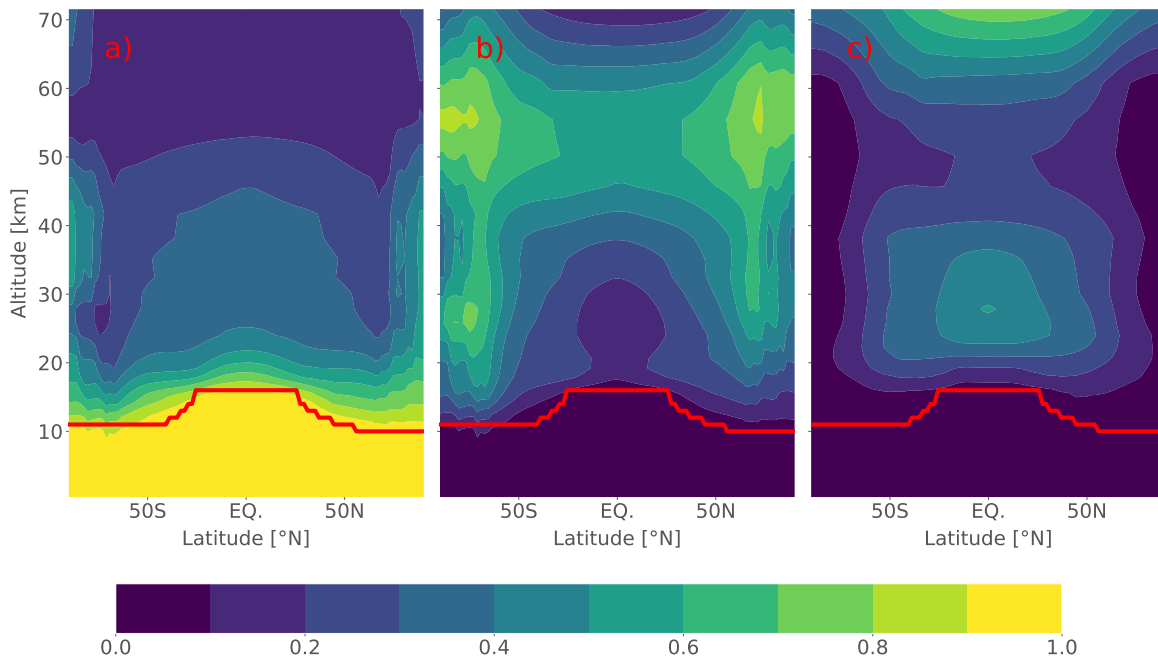 a) b) c)
70
60
50
40
30
20
10
Altitude [km]
50S EQ. 50N 50S EQ. 50N 50S EQ. 50N
Latitude [°N] Latitude [°N] Latitude [°N]
0.0 0.2 0.4 0.6 0.8 1.0